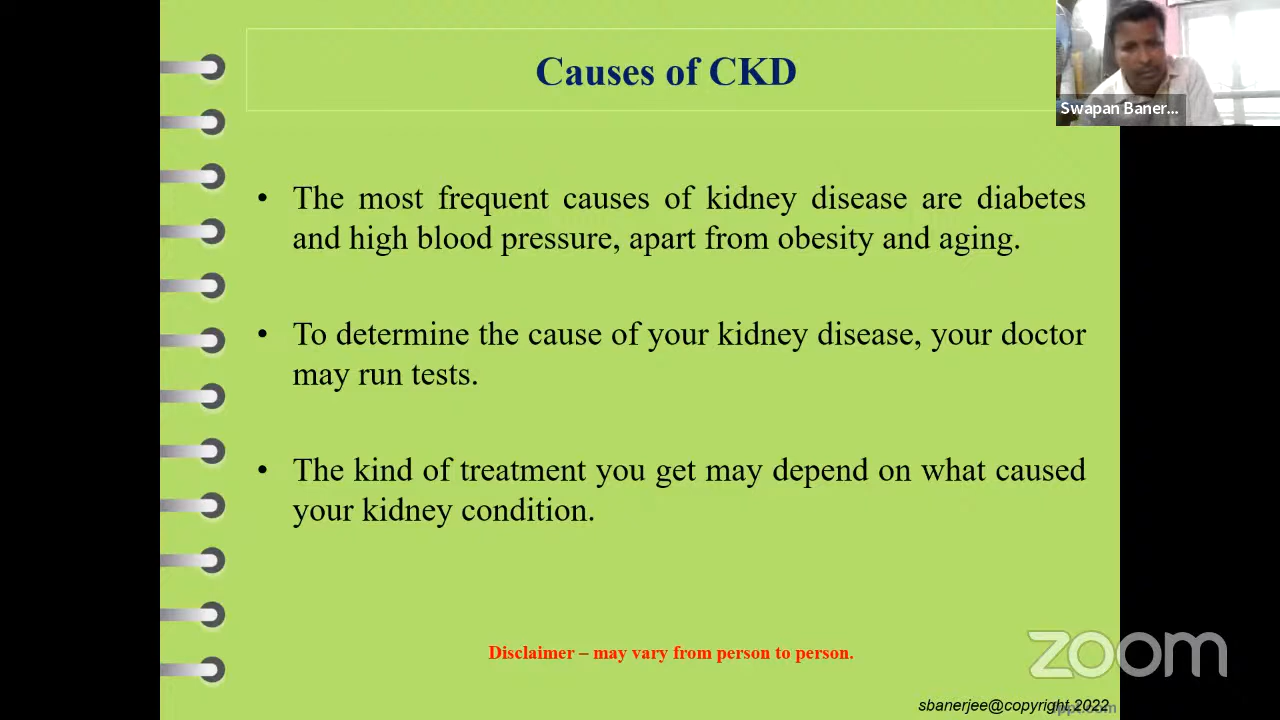 Causes of CKD
Swapan Baner...
• The most frequent causes of kidney disease are diabetes
and high blood pressure, apart from obesity and aging.
• To determine the cause of your kidney disease, your doctor
may run tests.
• The kind of treatment you get may depend on what caused
your kidney condition.
Disclaimer – may vary from person to person.
zoom
sbanerjee@copyright 2022